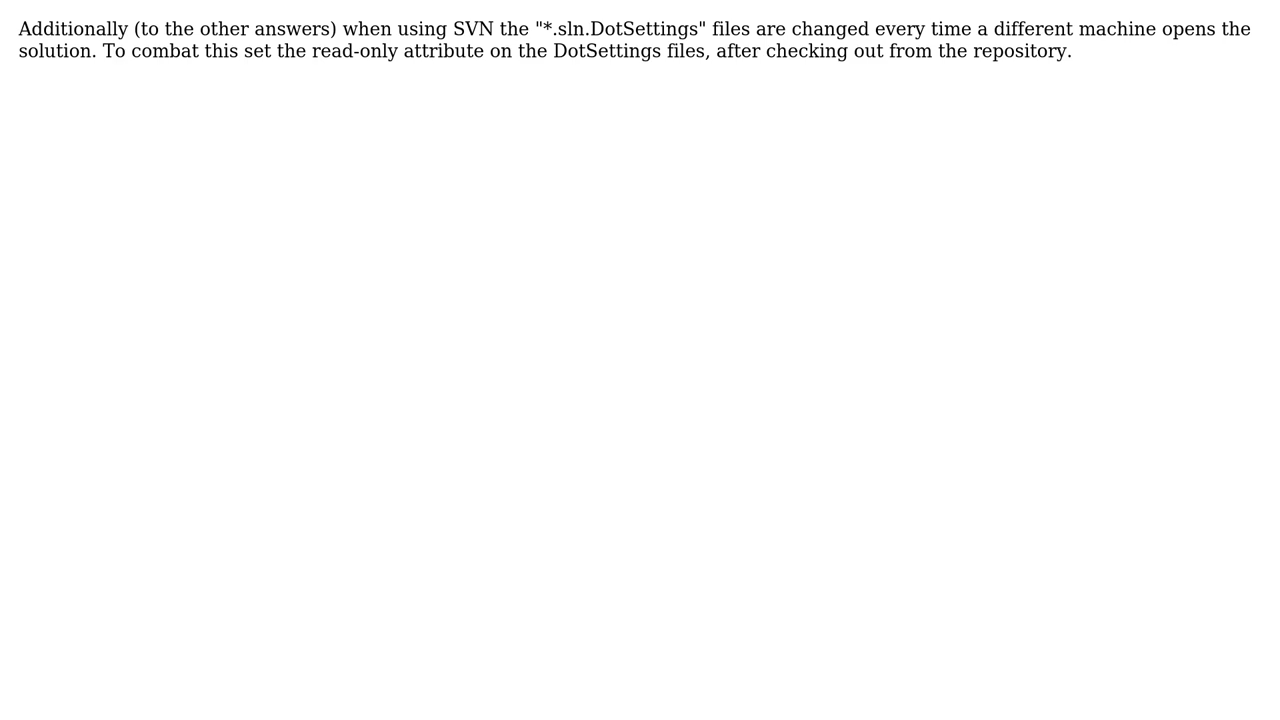 Additionally (to the other answers) when using SVN the "*.sln.DotSettings" files are changed every time a different machine opens the
solution. To combat this set the read-only attribute on the DotSettings files, after checking out from the repository.